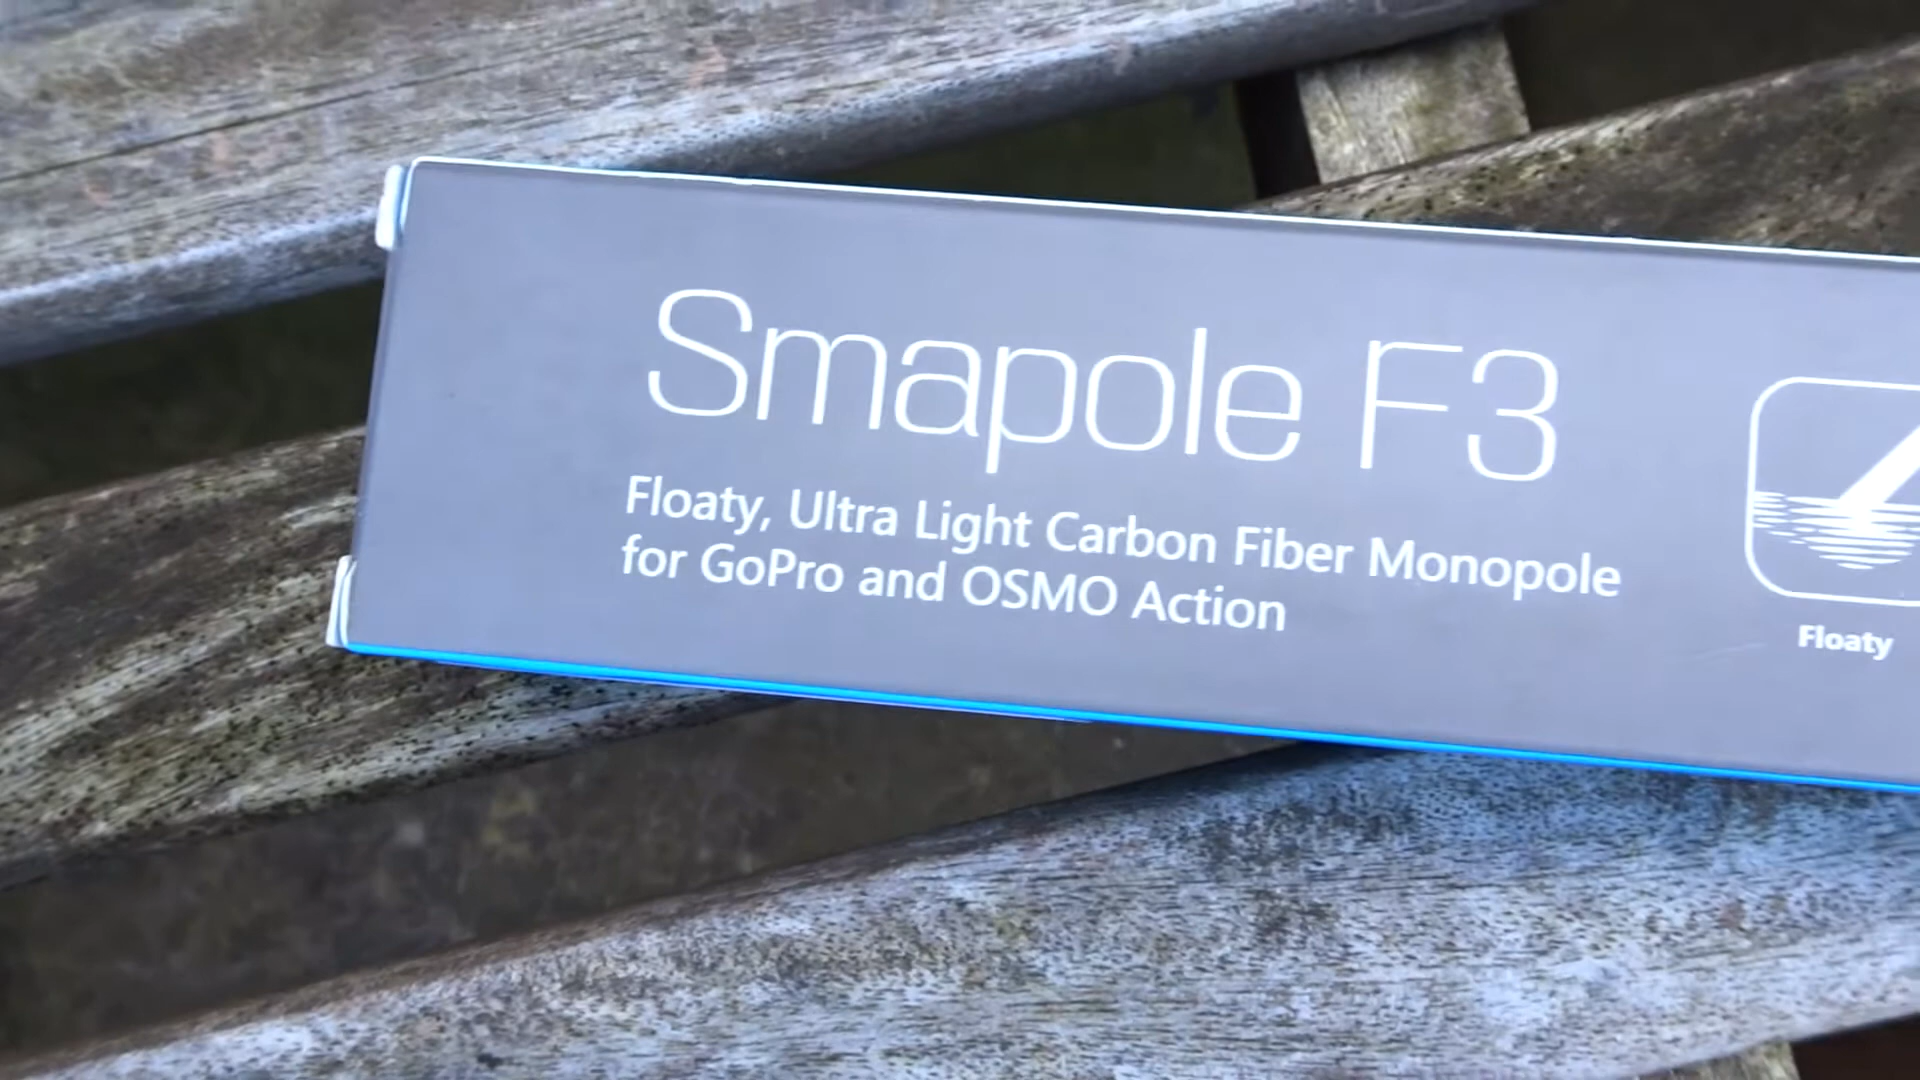 Smapole F3
Floaty, Ultra Light Carbon Fiber Monopole
for GoPro and OSMO Action
Floaty